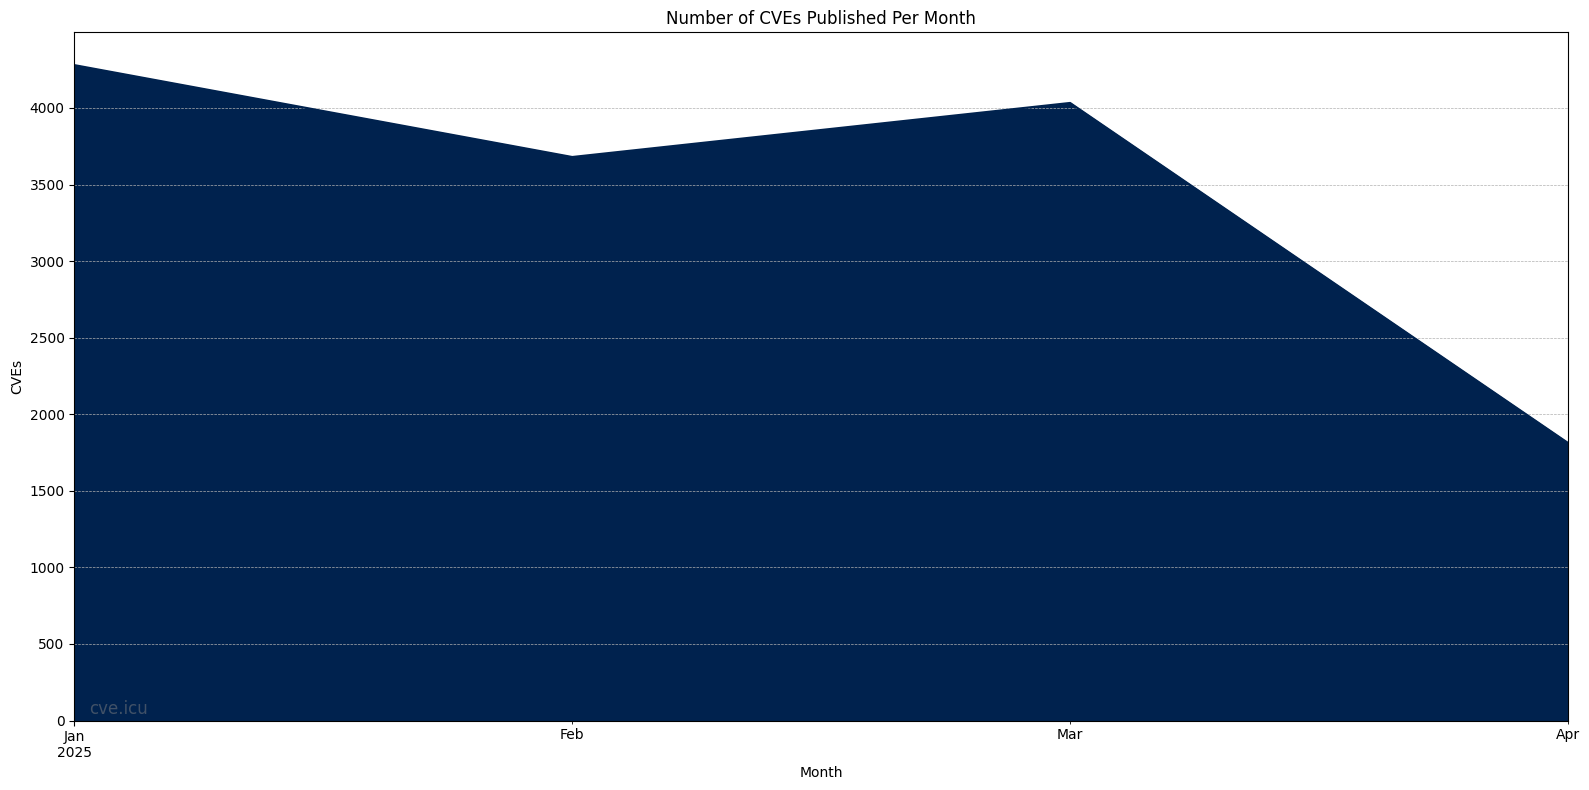 Number of CVEs Published Per Month
CVEs
4000
3500
3000
2500
2000
1500
1000
500
0
cve.icu
Jan
2025
Feb
Mar
Apr
Month